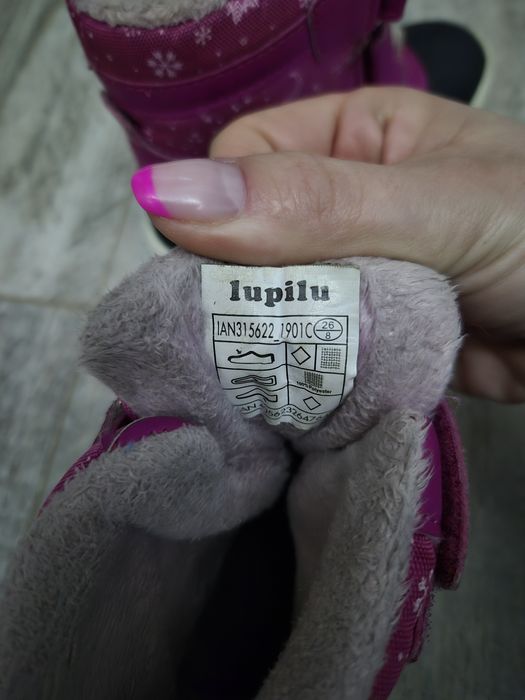 lupilu
IAN315622_1901C 26
8
100% Polyester